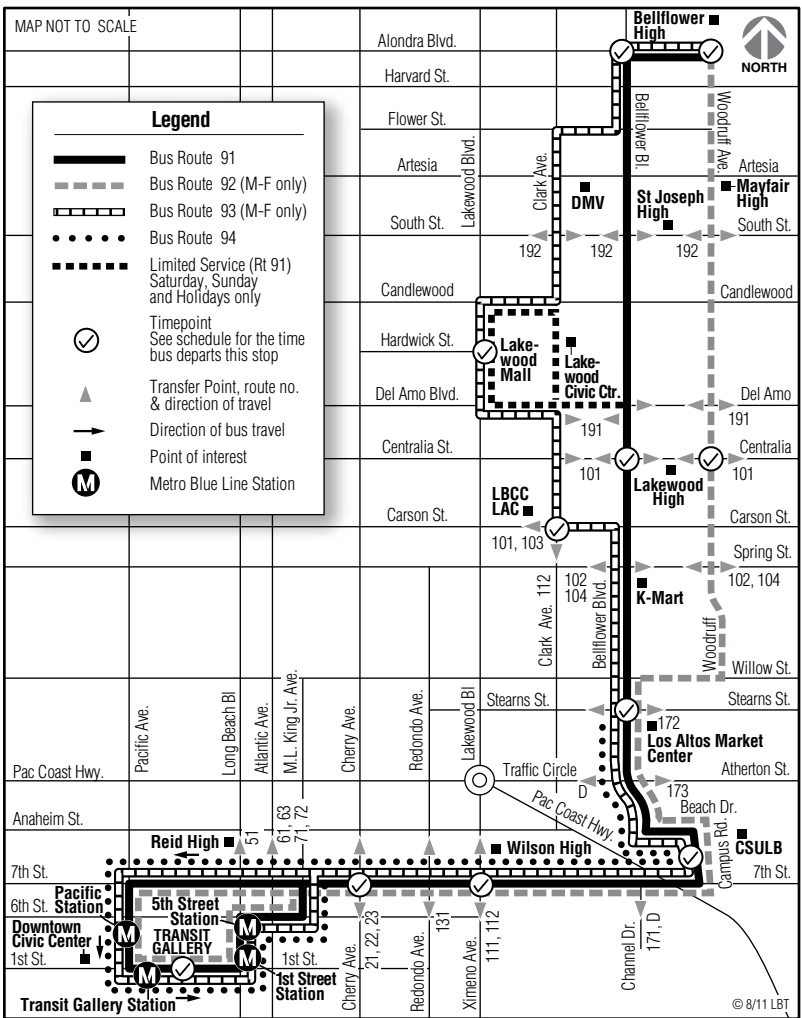 MAP NOT TO SCALE
Bellflower
High
NORTH
Alondra Blvd.
Harvard St.
Flower St.
Artesia
Artesia
South St.
South St.
Candlewood
Candlewood
Hardwick St.
Del Amo Blvd.
Del Amo
Centralia St.
Centralia
Carson St.
Carson St.
Spring St.
Willow St.
Stearns St.
Stearns St.
Lakewood Blvd.
Clark Ave.
Bellflower Bl.
Woodruff Ave.
DMV
St Joseph
High
Mayfair
High
192
192
192
Lake-
wood
Mall
Lake-
wood
Civic Ctr.
191
191
101
101
Lakewood
High
LBCC
LAC
101, 103
Clark Ave.
112
102
104
102, 104
K-Mart
Bellflower Blvd.
Woodruff
172
Los Altos Market
Center
Legend
Bus Route 91
Bus Route 92 (M-F only)
Bus Route 93 (M-F only)
Bus Route 94
Limited Service (Rt 91)
Saturday, Sunday
and Holidays only
Timepoint
See schedule for the time
bus departs this stop
Transfer Point, route no.
& direction of travel
Direction of bus travel
Point of interest
M
Metro Blue Line Station
Pacific Ave.
Long Beach Bl
Atlantic Ave.
M.L. King Jr. Ave.
Cherry Ave.
Redondo Ave.
Lakewood Bl
Pac Coast Hwy.
Traffic Circle
Atherton St.
D
173
Pac Coast Hwy.
Beach Dr.
Campus Rd.
CSULB
Anaheim St.
Reid High
51
61, 63
71, 72
Wilson High
7th St.
7th St.
6th St.
1st St.
Pacific
Station
5th Street
Station
TRANSIT
GALLERY
M
M
M
M
Downtown
Civic Center
1st St.
1st Street
Station
Transit Gallery Station
Cherry Ave.
21, 22, 23
Redondo Ave.
131
Ximeno Ave.
111, 112
Channel Dr.
171, D
© 8/11 LBT